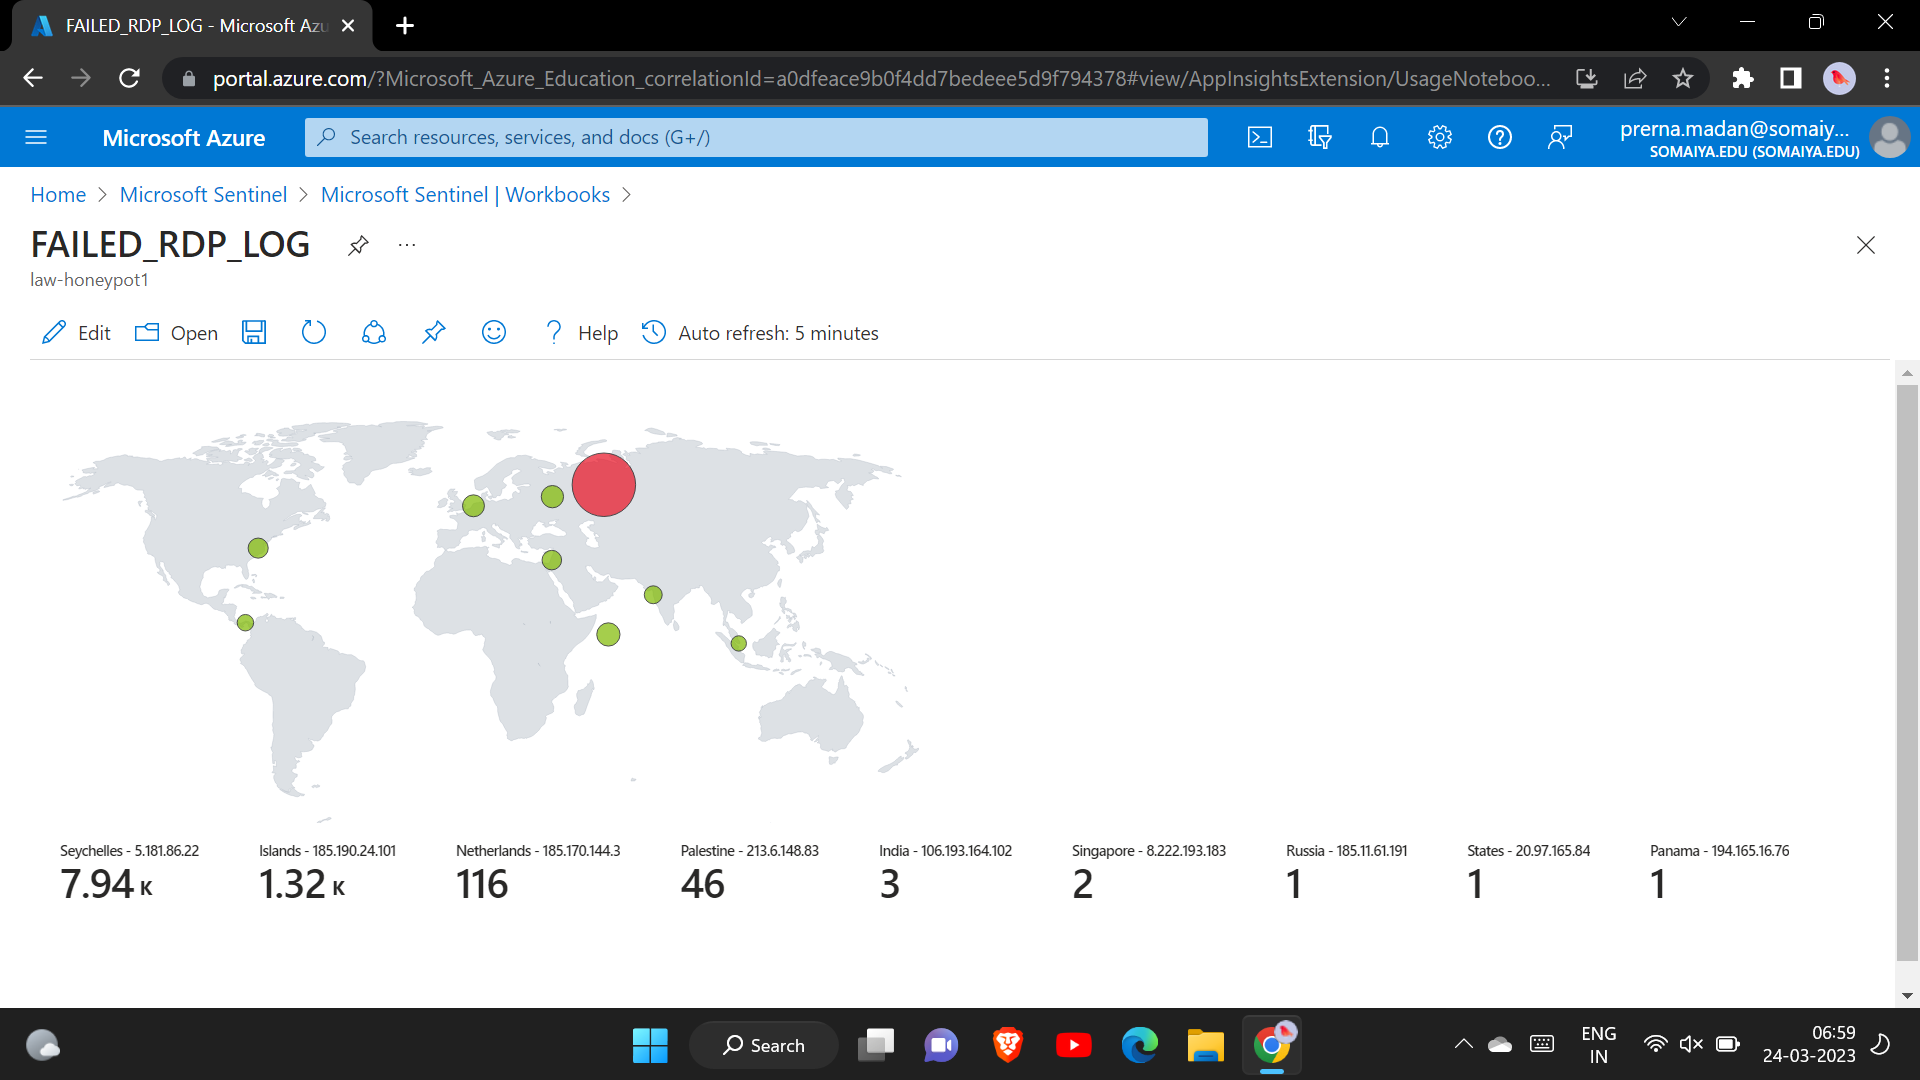 FAILED_RDP_LOG - Microsoft Azu
portal.azure.com/?Microsoft_Azure_Education_correlationId=a0dfeace9b0f4dd7bedeee5d9f794378#view/AppInsightsExtension/UsageNoteboo...
Microsoft Azure
Search resources, services, and docs (G+/)
prerna.madan@somaiy...
SOMAIYA.EDU (SOMAIYA.EDU)
Home > Microsoft Sentinel > Microsoft Sentinel | Workbooks >
FAILED_RDP_LOG ...
law-honeypot1
Edit Open Help Auto refresh: 5 minutes
Seychelles - 5.181.86.22
7.94 K
Islands - 185.190.24.101
1.32 K
Netherlands - 185.170.144.3
116
Palestine - 213.6.148.83
46
India - 106.193.164.102
3
Singapore - 8.222.193.183
2
Russia - 185.11.61.191
1
States - 20.97.165.84
1
Panama - 194.165.16.76
1
Search
ENG
IN
06:59
24-03-2023